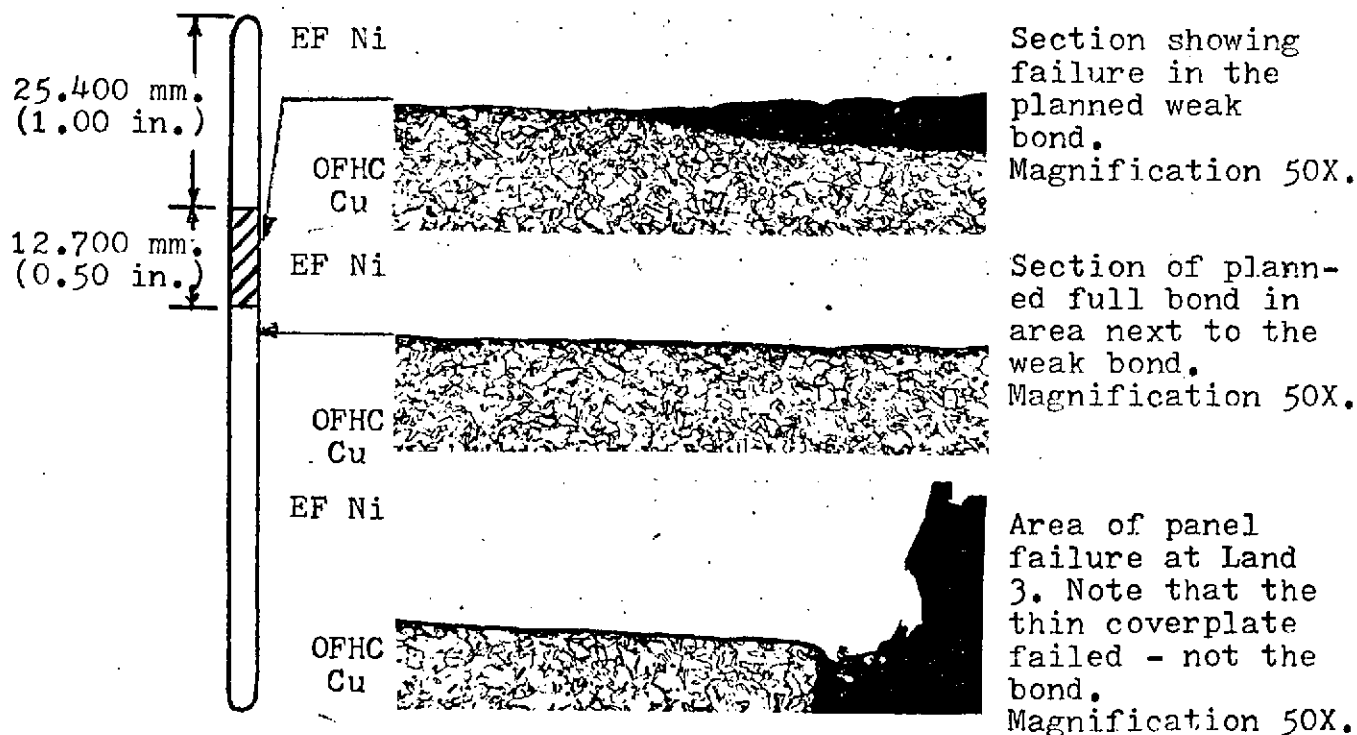 25.400 mm.
(1.00 in.)
12.700 mm.
(0.50 in.)
EF Ni
OFHC
Cu
Section showing
failure in the
planned weak
bond.
Magnification 50X.
EF Ni
OFHC
Cu
Section of plann-
ed full bond in
area next to the
weak bond.
Magnification 50X.
EF Ni
OFHC
Cu
Area of panel
failure at Land
3. Note that the
thin coverplate
failed - not the
bond.
Magnification 50X.